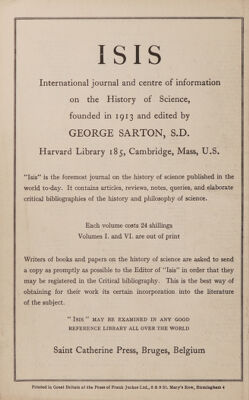 ISIS
International journal and centre of information
on the History of Science,
founded in 1913 and edited by
GEORGE SARTON, S.D.
Harvard Library 185, Cambridge, Mass, U.S.
"Isis" is the foremost journal on the history of science published in the
world to-day. It contains articles, reviews, notes, queries, and elaborate
critical bibliographies of the history and philosophy of science.
Each volume costs 24 shillings
Volumes I. and VI. are out of print
Writers of books and papers on the history of science are asked to send
a copy as promptly as possible to the Editor of "Isis" in order that they
may be registered in the Critical bibliography. This is the best way of
obtaining for their work its certain incorporation into the literature
of the subject.
"ISIS" MAY BE EXAMINED IN ANY GOOD
REFERENCE LIBRARY ALL OVER THE WORLD
Saint Catherine Press, Bruges, Belgium
Printed in Great Britain at the Press of Frank Juckes Ltd., 8 & 9 St. Mary's Row, Birmingham 4